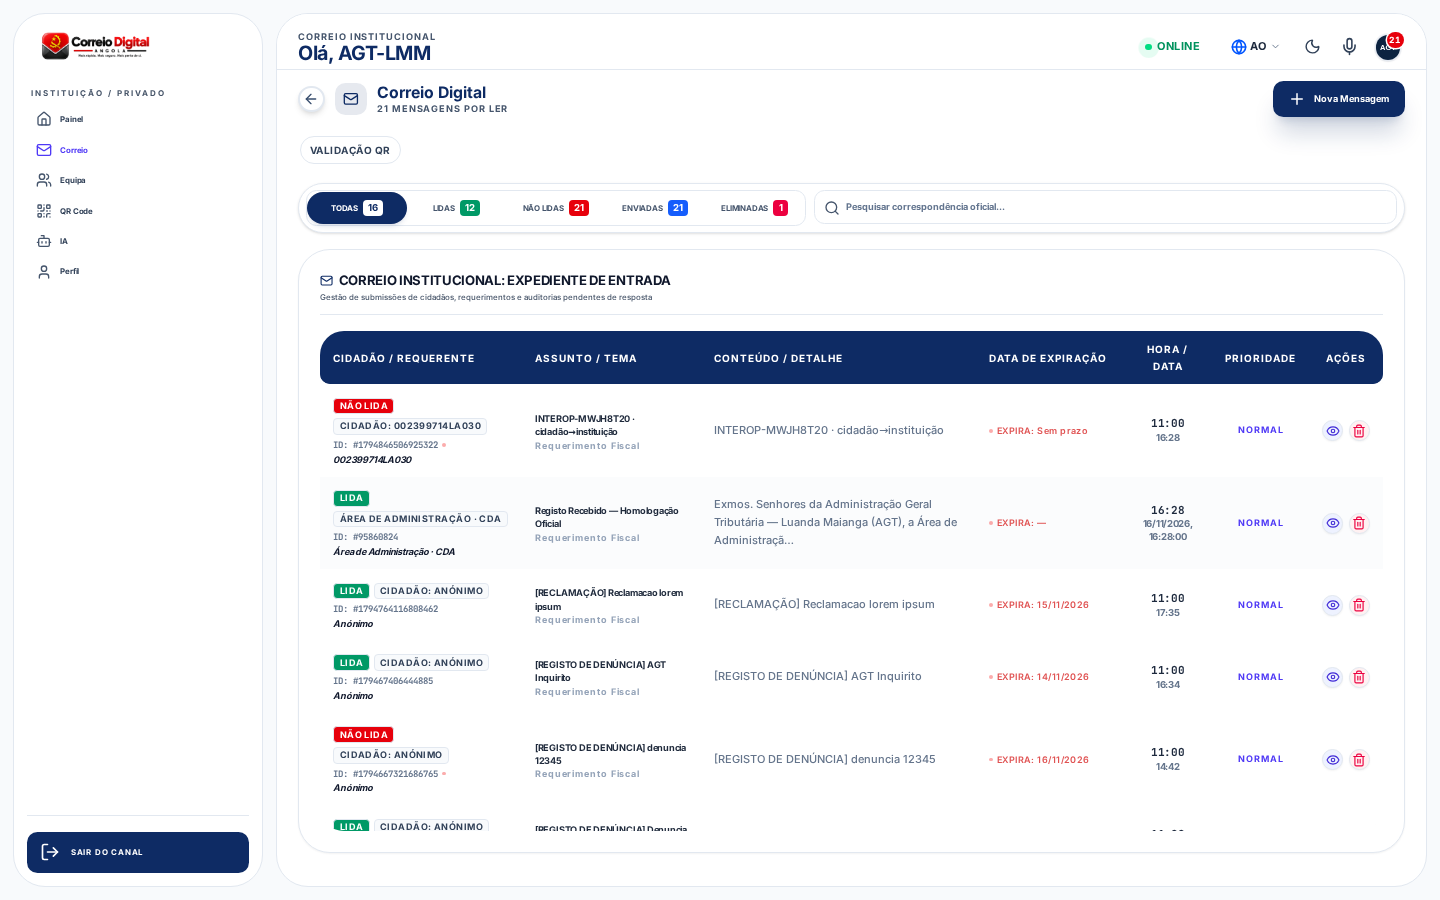 Correio Digital
ANGOLA
INSTITUIÇÃO / PRIVADO
Painel
Correio
Equipa
QR Code
IA
Perfil
SAIR DO CANAL
CORREIO INSTITUCIONAL
Olá, AGT-LMM
ONLINE
AO
21
Correio Digital
21 MENSAGENS POR LER
Nova Mensagem
VALIDAÇÃO QR
TODAS 16
LIDAS 12
NÃO LIDAS 21
ENVIADAS 21
ELIMINADAS 1
Pesquisar correspondência oficial...
CORREIO INSTITUCIONAL: EXPEDIENTE DE ENTRADA
Gestão de submissões de cidadãos, requerimentos e auditorias pendentes de resposta
CIDADÃO / REQUERENTE
ASSUNTO / TEMA
CONTEÚDO / DETALHE
DATA DE EXPIRAÇÃO
HORA /
DATA
PRIORIDADE
AÇÕES
NÃO LIDA
CIDADÃO: 002399714LA030
ID: #1794846506925322
002399714LA030
INTEROP-MWJH8T20 ·
cidadão→instituição
Requerimento Fiscal
INTEROP-MWJH8T20 · cidadão→instituição
EXPIRA: Sem prazo
11:00
16:28
NORMAL
LIDA
ÁREA DE ADMINISTRAÇÃO · CDA
ID: #95860824
Área de Administração · CDA
Registo Recebido — Homologação
Oficial
Requerimento Fiscal
Exmos. Senhores da Administração Geral
Tributária — Luanda Maianga (AGT), a Área de
Administraçã...
EXPIRA: —
16:28
16/11/2026,
16:28:00
NORMAL
LIDA CIDADÃO: ANÓNIMO
ID: #1794764116808462
Anónimo
[RECLAMAÇÃO] Reclamacao lorem
ipsum
Requerimento Fiscal
[RECLAMAÇÃO] Reclamacao lorem ipsum
EXPIRA: 15/11/2026
11:00
17:35
NORMAL
LIDA CIDADÃO: ANÓNIMO
ID: #179467406444885
Anónimo
[REGISTO DE DENÚNCIA] AGT
Inquirito
Requerimento Fiscal
[REGISTO DE DENÚNCIA] AGT Inquirito
EXPIRA: 14/11/2026
11:00
16:34
NORMAL
NÃO LIDA
CIDADÃO: ANÓNIMO
ID: #1794667321686765
Anónimo
[REGISTO DE DENÚNCIA] denuncia
12345
Requerimento Fiscal
[REGISTO DE DENÚNCIA] denuncia 12345
EXPIRA: 16/11/2026
11:00
14:42
NORMAL
LIDA CIDADÃO: ANÓNIMO
[REGISTO DE DENÚNCIA] Denuncia